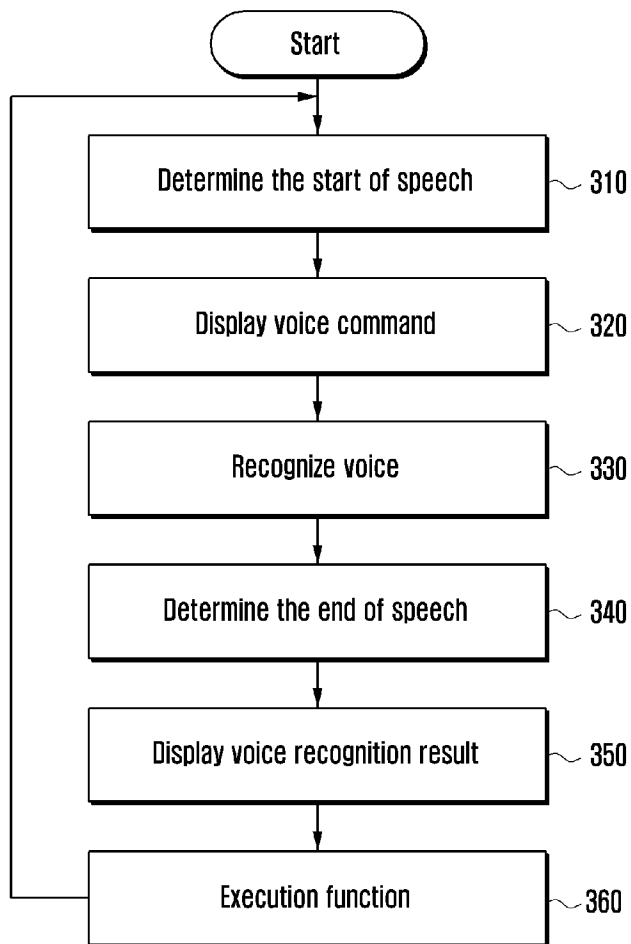 Start
Determine the start of speech 310
Display voice command 320
Recognize voice 330
Determine the end of speech 340
Display voice recognition result 350
Execution function 360